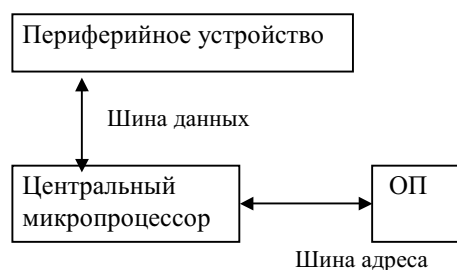 Периферийное устройство
Шина данных
Центральный
микропроцессор
ОП
Шина адреса